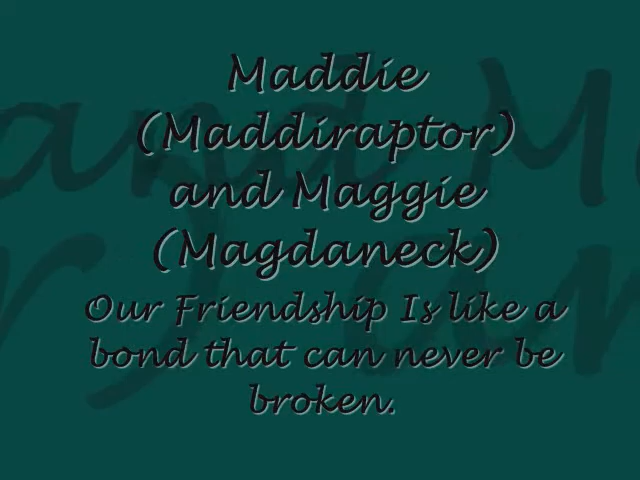 Maddie
(Maddiraptor)
and Maggie
(Magdaneck)
Our Friendship Is like a
bond that can never be
broken.